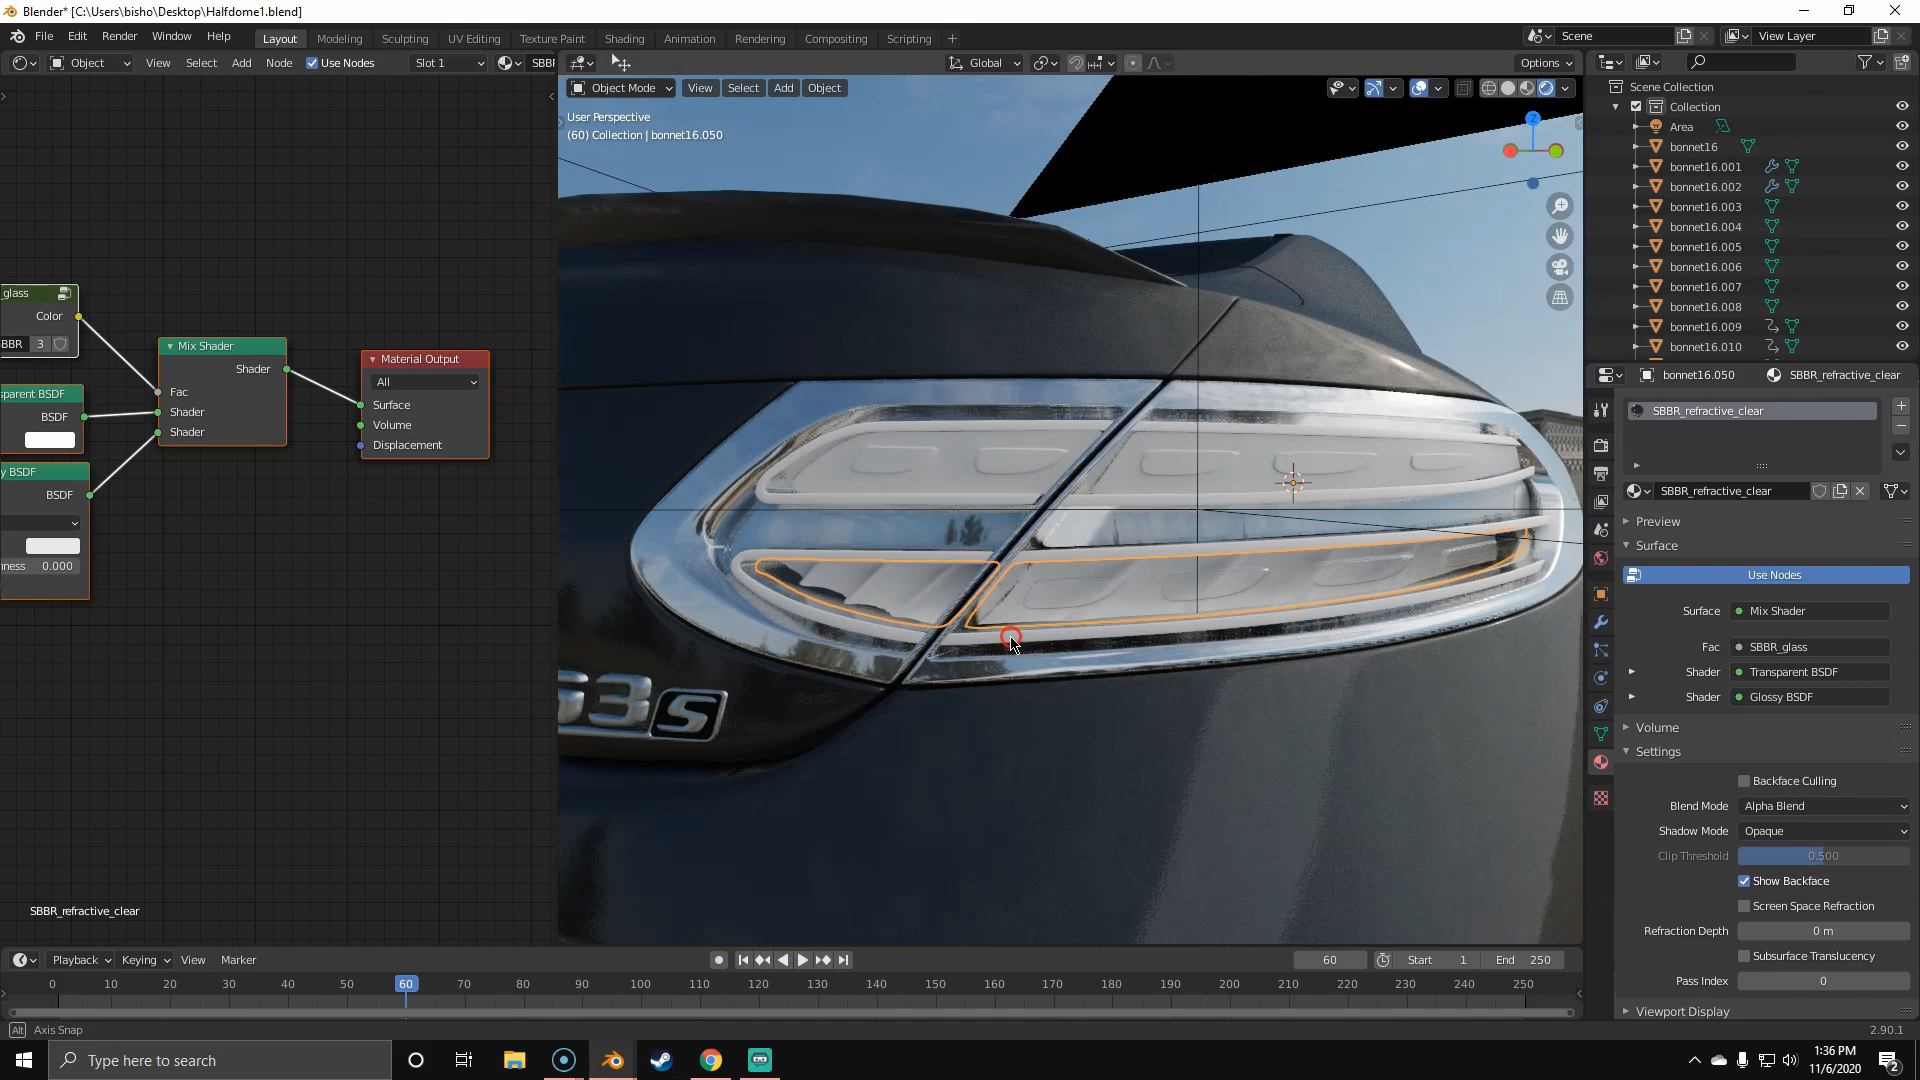 Blender* [C:\Users\bisho\Desktop\Halfdome1.blend]
File Edit Render Window Help
Layout Modeling Sculpting UV Editing Texture Paint Shading Animation Rendering Compositing Scripting +
Scene
View Layer
Object View Select Add Node Use Nodes Slot 1 SBBR
Global Options
Object Mode View Select Add Object
User Perspective
(60) Collection | bonnet16.050
Z
_glass
Color
SBBR 3
sparent BSDF
BSDF
y BSDF
BSDF
ness 0.000
Mix Shader
Shader
Fac
Shader
Shader
Material Output
All
Surface
Volume
Displacement
SBBR_refractive_clear
63 S
Scene Collection
Collection
Area
bonnet16
bonnet16.001
bonnet16.002
bonnet16.003
bonnet16.004
bonnet16.005
bonnet16.006
bonnet16.007
bonnet16.008
bonnet16.009
bonnet16.010
bonnet16.050 SBBR_refractive_clear
SBBR_refractive_clear
SBBR_refractive_clear
Preview
Surface
Use Nodes
Surface Mix Shader
Fac SBBR_glass
Shader Transparent BSDF
Shader Glossy BSDF
Volume
Settings
Backface Culling
Blend Mode Alpha Blend
Shadow Mode Opaque
Clip Threshold 0.500
Show Backface
Screen Space Refraction
Refraction Depth 0 m
Subsurface Translucency
Pass Index 0
Viewport Display
Playback Keying View Marker
60 Start 1 End 250
0 10 20 30 40 50 60 70 80 90 100 110 120 130 140 150 160 170 180 190 200 210 220 230 240 250
Alt Axis Snap
2.90.1
Type here to search
1:36 PM
11/6/2020
2